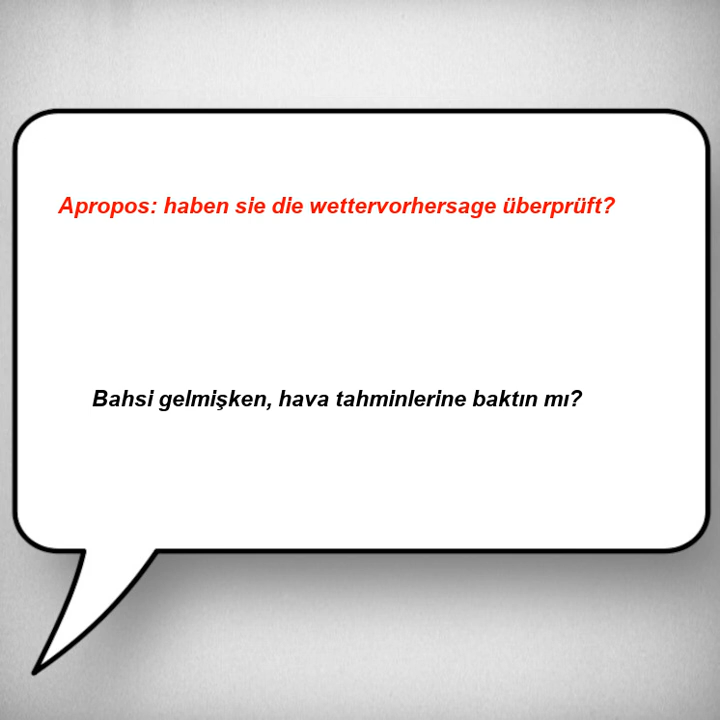 Apropos: haben sie die wettervorhersage überprüft?
Bahsi gelmişken, hava tahminlerine baktın mı?